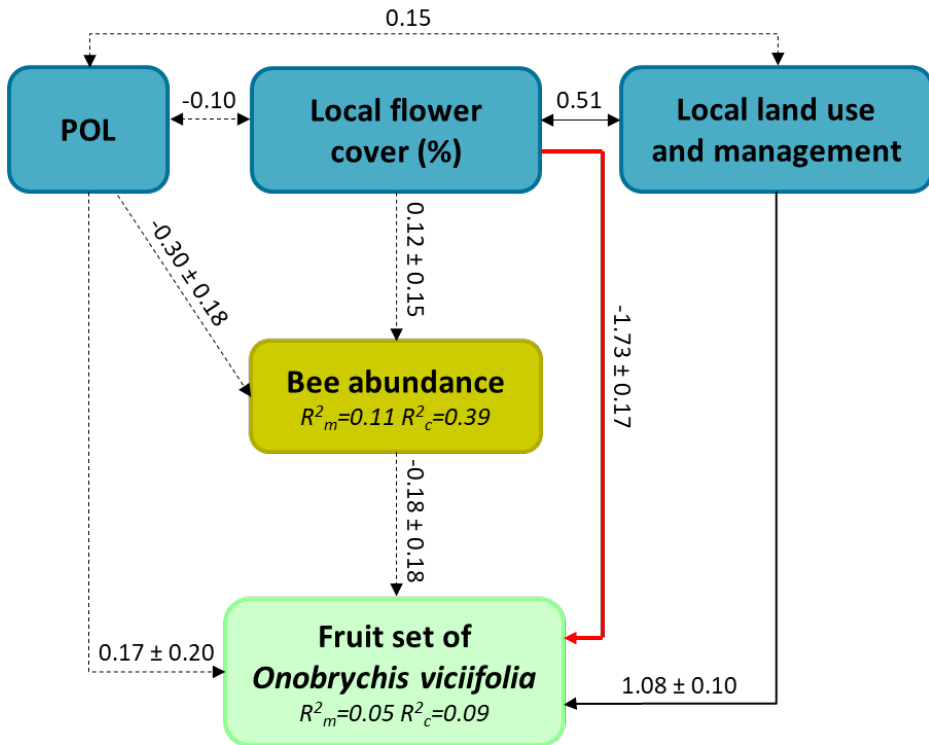 0.15
POL
-0.10
Local flower
cover (%)
0.51
Local land use
and management
-0.30 ± 0.18
0.12 ± 0.15
-1.73 ± 0.17
Bee abundance
R²ₘ=0.11 R²c=0.39
-0.18 ± 0.18
Fruit set of
Onobrychis viciifolia
R²ₘ=0.05 R²c=0.09
0.17 ± 0.20
1.08 ± 0.10